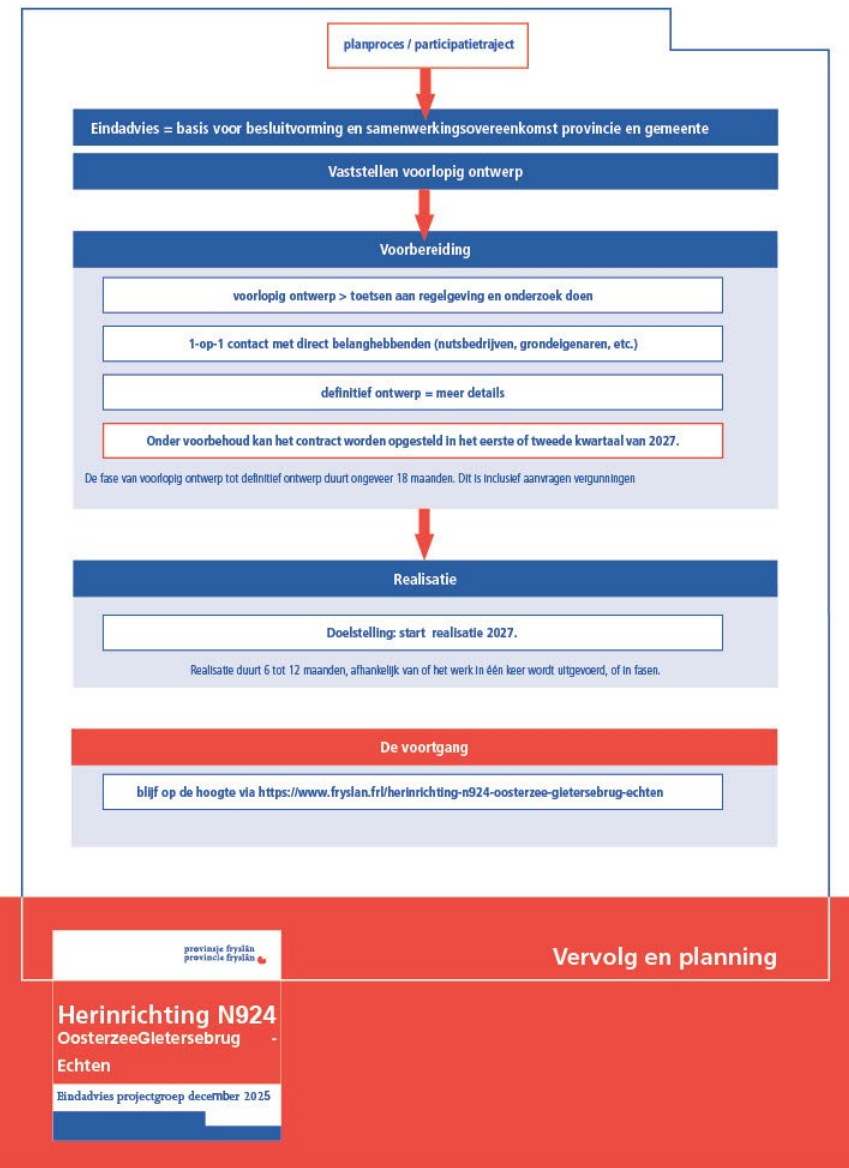 planproces / participatietraject
Eindadvies = basis voor besluitvorming en samenwerkingsovereenkomst provincie en gemeente
Vaststellen voorlopig ontwerp
Voorbereiding
voorlopig ontwerp > toetsen aan regelgeving en onderzoek doen
1-op-1 contact met direct belanghebbenden (nutsbedrijven, grondeigenaren, etc.)
definitief ontwerp = meer details
Onder voorbehoud kan het contract worden opgesteld in het eerste of tweede kwartaal van 2027.
De fase van voorlopig ontwerp tot definitief ontwerp duurt ongeveer 18 maanden. Dit is inclusief aanvragen vergunningen
Realisatie
Doelstelling: start realisatie 2027.
Realisatie duurt 6 tot 12 maanden, afhankelijk van of het werk in één keer wordt uitgevoerd, of in fasen.
De voortgang
blijf op de hoogte via https://www.fryslan.frl/herinrichting-n924-oosterzee-gietersebrug-echten
provinsje fryslân
provincie fryslân
Vervolg en planning
Herinrichting N924
OosterzeeGietersebrug -
Echten
Eindadvies projectgroep december 2025